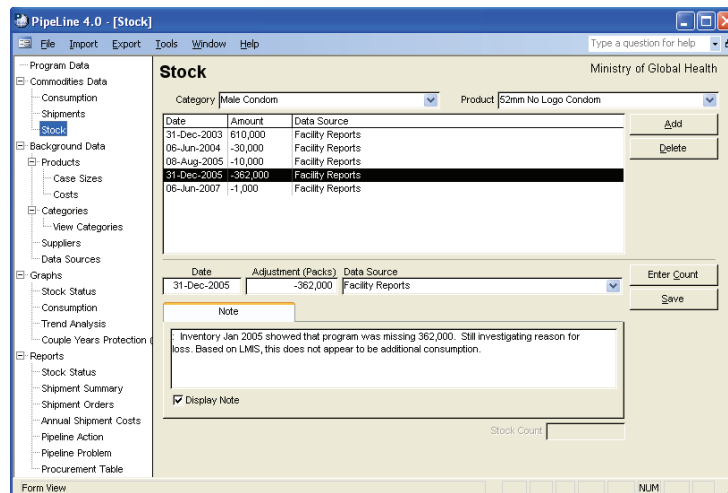 PipeLine 4.0 - [Stock]
File Import Export Tools Window Help
Type a question for help
Program Data
Commodities Data
Consumption
Shipments
Stock
Background Data
Products
Case Sizes
Costs
Categories
View Categories
Suppliers
Data Sources
Graphs
Stock Status
Consumption
Trend Analysis
Couple Years Protection (
Reports
Stock Status
Shipment Summary
Shipment Orders
Annual Shipment Costs
Pipeline Action
Pipeline Problem
Procurement Table
Stock
Ministry of Global Health
Category Male Condom
Product 52mm No Logo Condom
Date Amount Data Source
31-Dec-2003 610,000 Facility Reports
06-Jun-2004 -30,000 Facility Reports
08-Aug-2005 -10,000 Facility Reports
31-Dec-2005 -362,000 Facility Reports
06-Jun-2007 -1,000 Facility Reports
Add
Delete
Date Adjustment (Packs) Data Source
31-Dec-2005 -362,000 Facility Reports
Enter Count
Save
Note
: Inventory Jan 2005 showed that program was missing 362,000. Still investigating reason for
loss. Based on LMIS, this does not appear to be additional consumption.
Display Note
Stock Count
Form View
NUM